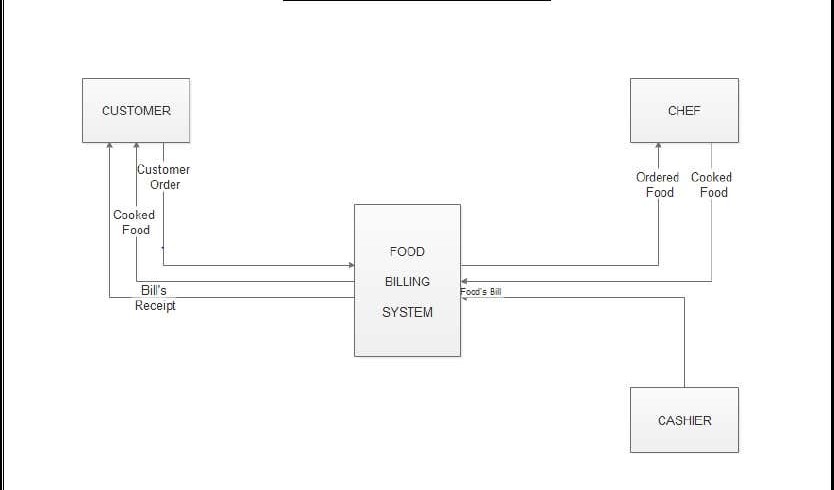 CUSTOMER
CHEF
Customer
Order
Ordered
Food
Cooked
Food
Cooked
Food
FOOD
BILLING
SYSTEM
Bill's
Receipt
Food's Bill
CASHIER